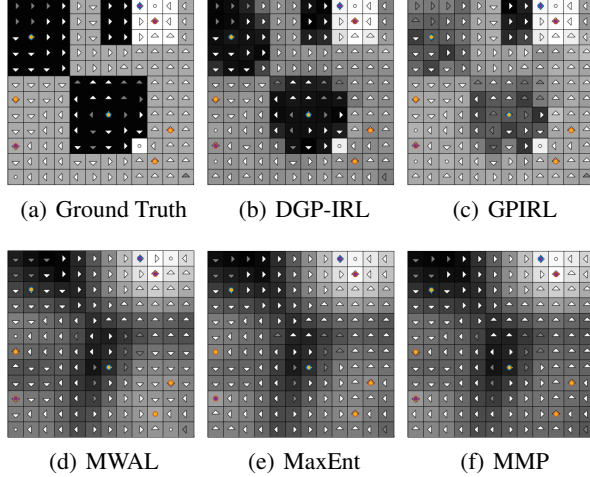 (a) Ground Truth
(b) DGP-IRL
(c) GPIRL
(d) MWAL
(e) MaxEnt
(f) MMP